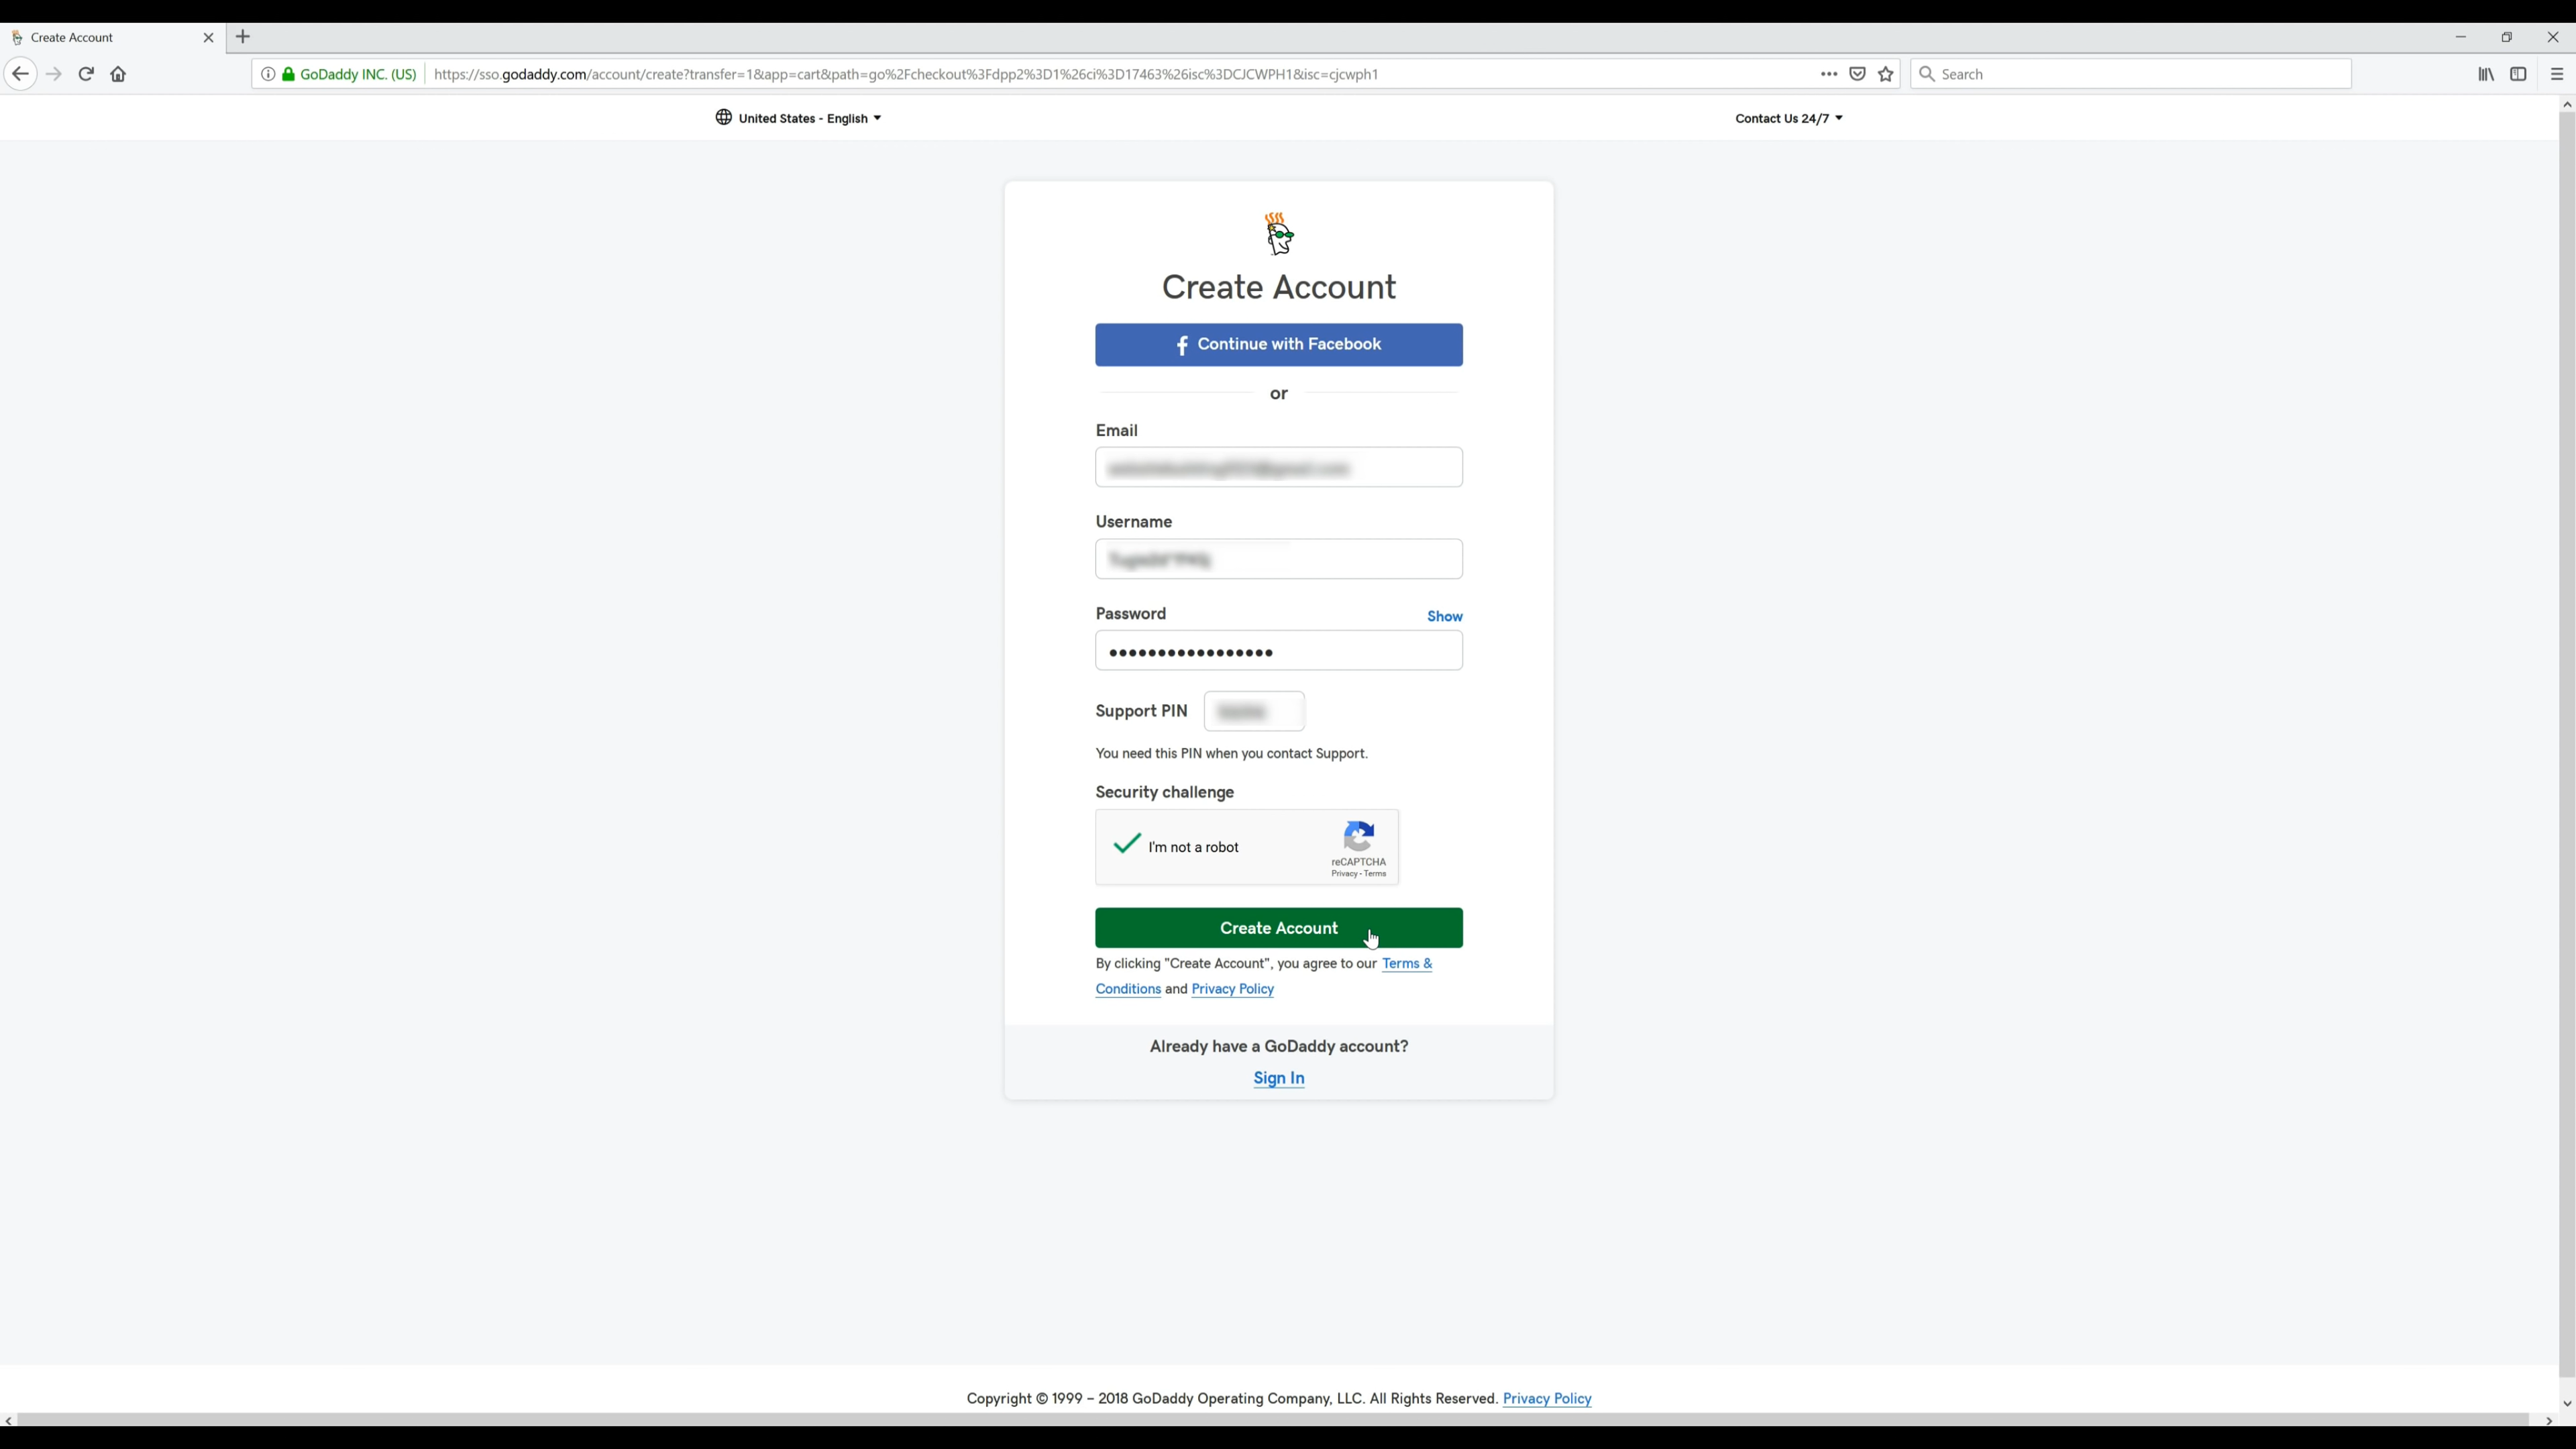 Create Account
GoDaddy INC. (US) https://sso.godaddy.com/account/create?transfer=1&app=cart&path=go%2Fcheckout%3Fdpp2%3D1%26ci%3D17463%26isc%3DCJCWPH1&isc=cjcwph1
Search
United States - English
Contact Us 24/7
Create Account
Continue with Facebook
or
Email
Username
Password
Show
Support PIN
You need this PIN when you contact Support.
Security challenge
I'm not a robot
reCAPTCHA
Privacy - Terms
Create Account
By clicking "Create Account", you agree to our Terms &
Conditions and Privacy Policy
Already have a GoDaddy account?
Sign In
Copyright © 1999 – 2018 GoDaddy Operating Company, LLC. All Rights Reserved. Privacy Policy